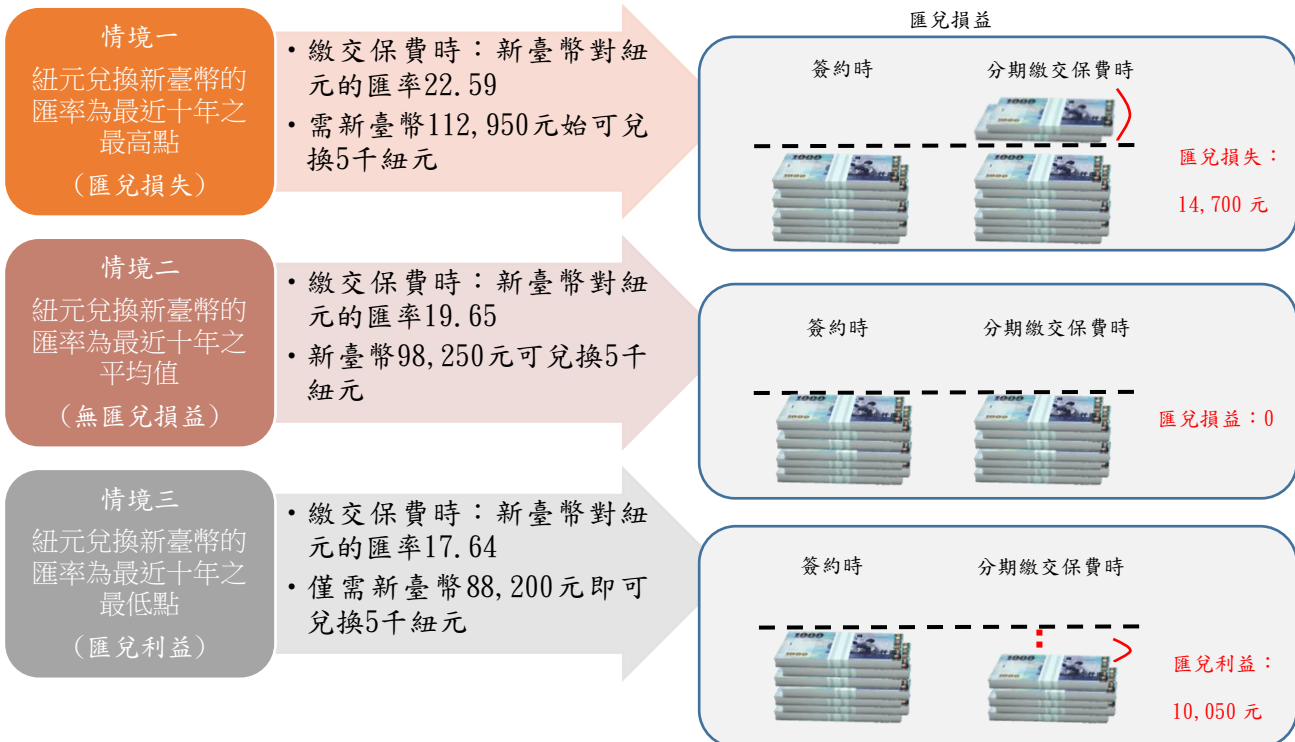 匯兌損益
情境一
紐元兌換新臺幣的
匯率為最近十年之
最高點
(匯兌損失)
•繳交保費時：新臺幣對紐
元的匯率22.59
•需新臺幣112,950元始可兌
換5千紐元
簽約時
分期繳交保費時
匯兌損失：
14,700 元
情境二
紐元兌換新臺幣的
匯率為最近十年之
平均值
(無匯兌損益)
•繳交保費時：新臺幣對紐
元的匯率19.65
•新臺幣98,250元可兌換5千
紐元
簽約時
分期繳交保費時
匯兌損益：0
情境三
紐元兌換新臺幣的
匯率為最近十年之
最低點
(匯兌利益)
•繳交保費時：新臺幣對紐
元的匯率17.64
•僅需新臺幣88,200元即可
兌換5千紐元
簽約時
分期繳交保費時
匯兌利益：
10,050 元